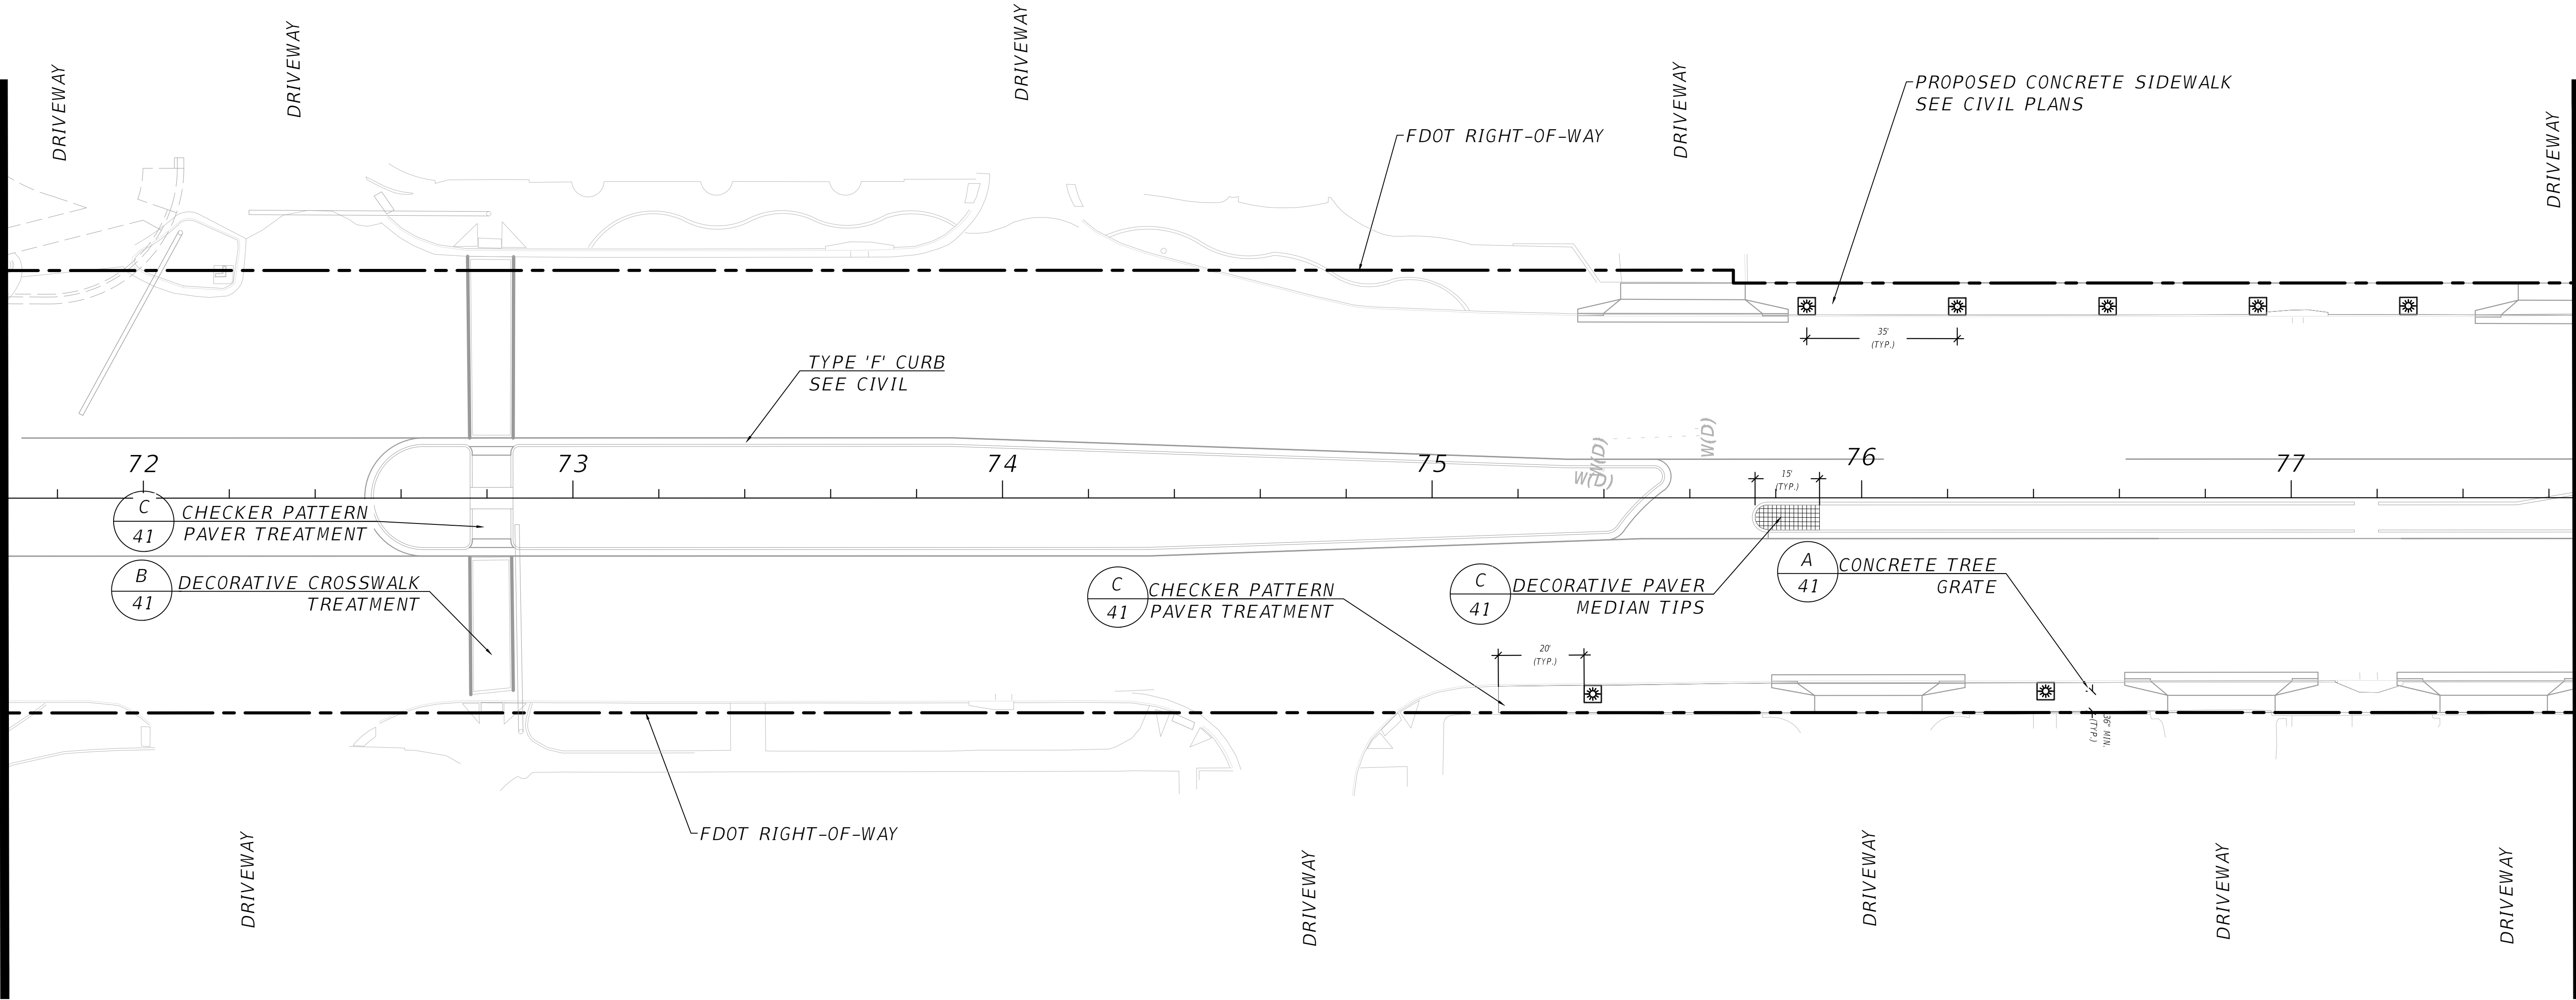 DRIVEWAY
DRIVEWAY
DRIVEWAY
DRIVEWAY
DRIVEWAY
PROPOSED CONCRETE SIDEWALK
SEE CIVIL PLANS
FDOT RIGHT-OF-WAY
35'
(TYP.)
TYPE 'F' CURB
SEE CIVIL
W(D)
W(D)
W(D)
72
73
74
75
76
77
15'
(TYP.)
C
41
CHECKER PATTERN
PAVER TREATMENT
B
41
DECORATIVE CROSSWALK
TREATMENT
C
41
CHECKER PATTERN
PAVER TREATMENT
C
41
DECORATIVE PAVER
MEDIAN TIPS
A
41
CONCRETE TREE
GRATE
20'
(TYP.)
36" MIN.
(TYP.)
FDOT RIGHT-OF-WAY
DRIVEWAY
DRIVEWAY
DRIVEWAY
DRIVEWAY
DRIVEWAY